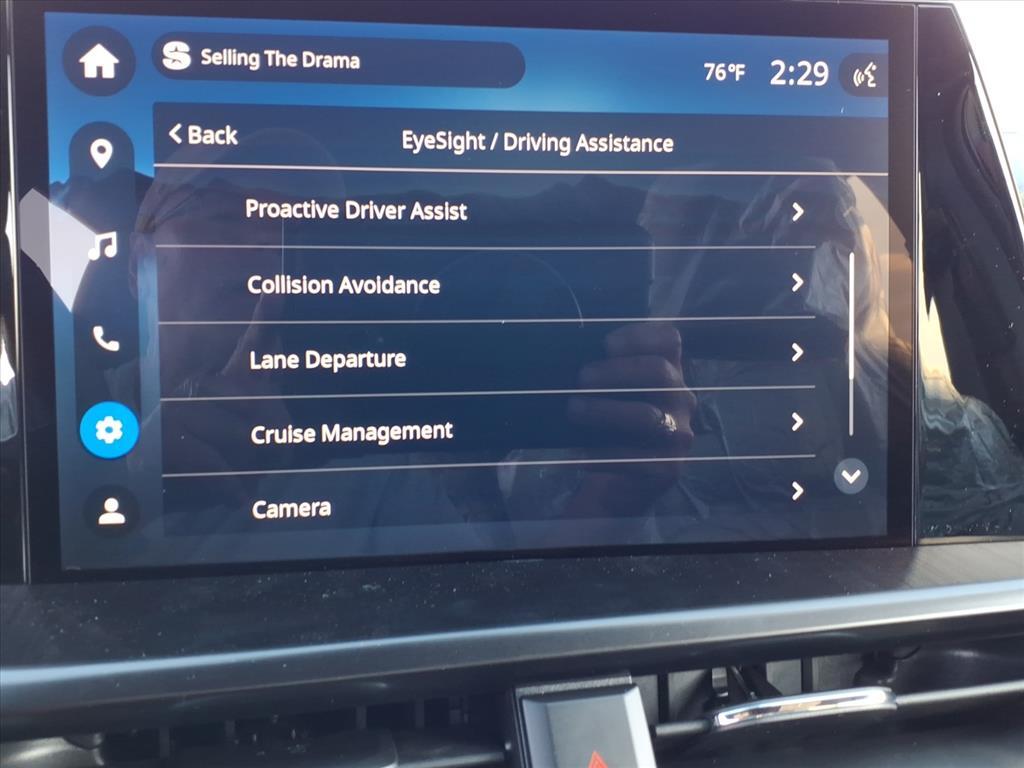 Selling The Drama
76°F 2:29
Back
EyeSight / Driving Assistance
Proactive Driver Assist
Collision Avoidance
Lane Departure
Cruise Management
Camera